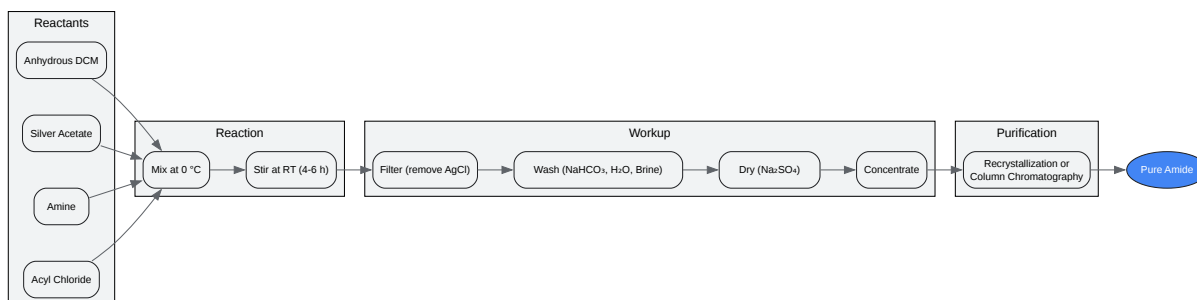 Reactants
Anhydrous DCM
Silver Acetate
Amine
Acyl Chloride
Reaction
Mix at 0 °C
Stir at RT (4-6 h)
Workup
Filter (remove AgCl)
Wash (NaHCO₃, H₂O, Brine)
Dry (Na₂SO₄)
Concentrate
Purification
Recrystallization or
Column Chromatography
Pure Amide